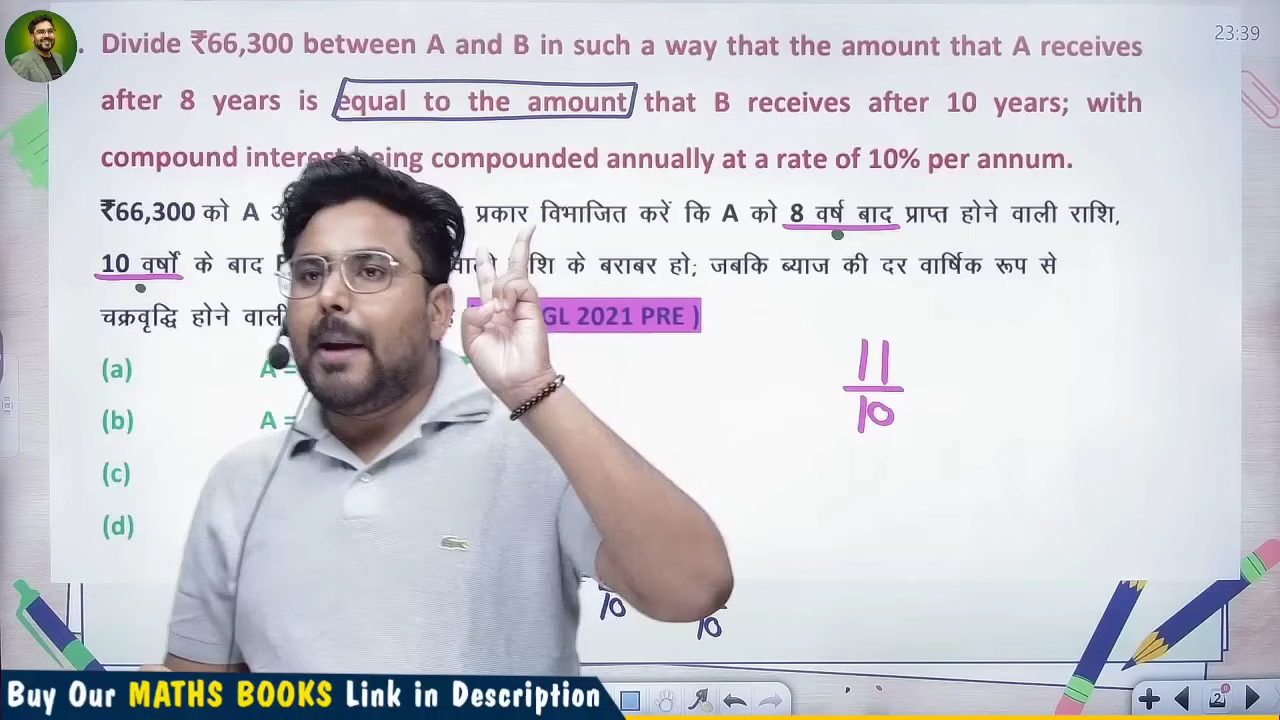 23:39
. Divide ₹66,300 between A and B in such a way that the amount that A receives
after 8 years is equal to the amount that B receives after 10 years; with
compound interest being compounded annually at a rate of 10% per annum.
₹66,300 को A प्रकार विभाजित करें कि A को 8 वर्ष बाद प्राप्त होने वाली राशि,
10 वर्षों के बाद के बराबर हो; जबकि ब्याज की दर वार्षिक रूप से
चक्रवृद्धि होने GL 2021 PRE )
(a) A =
(b) A =
(c)
(d)
11
10
10
10
Buy Our MATHS BOOKS Link in Description
2